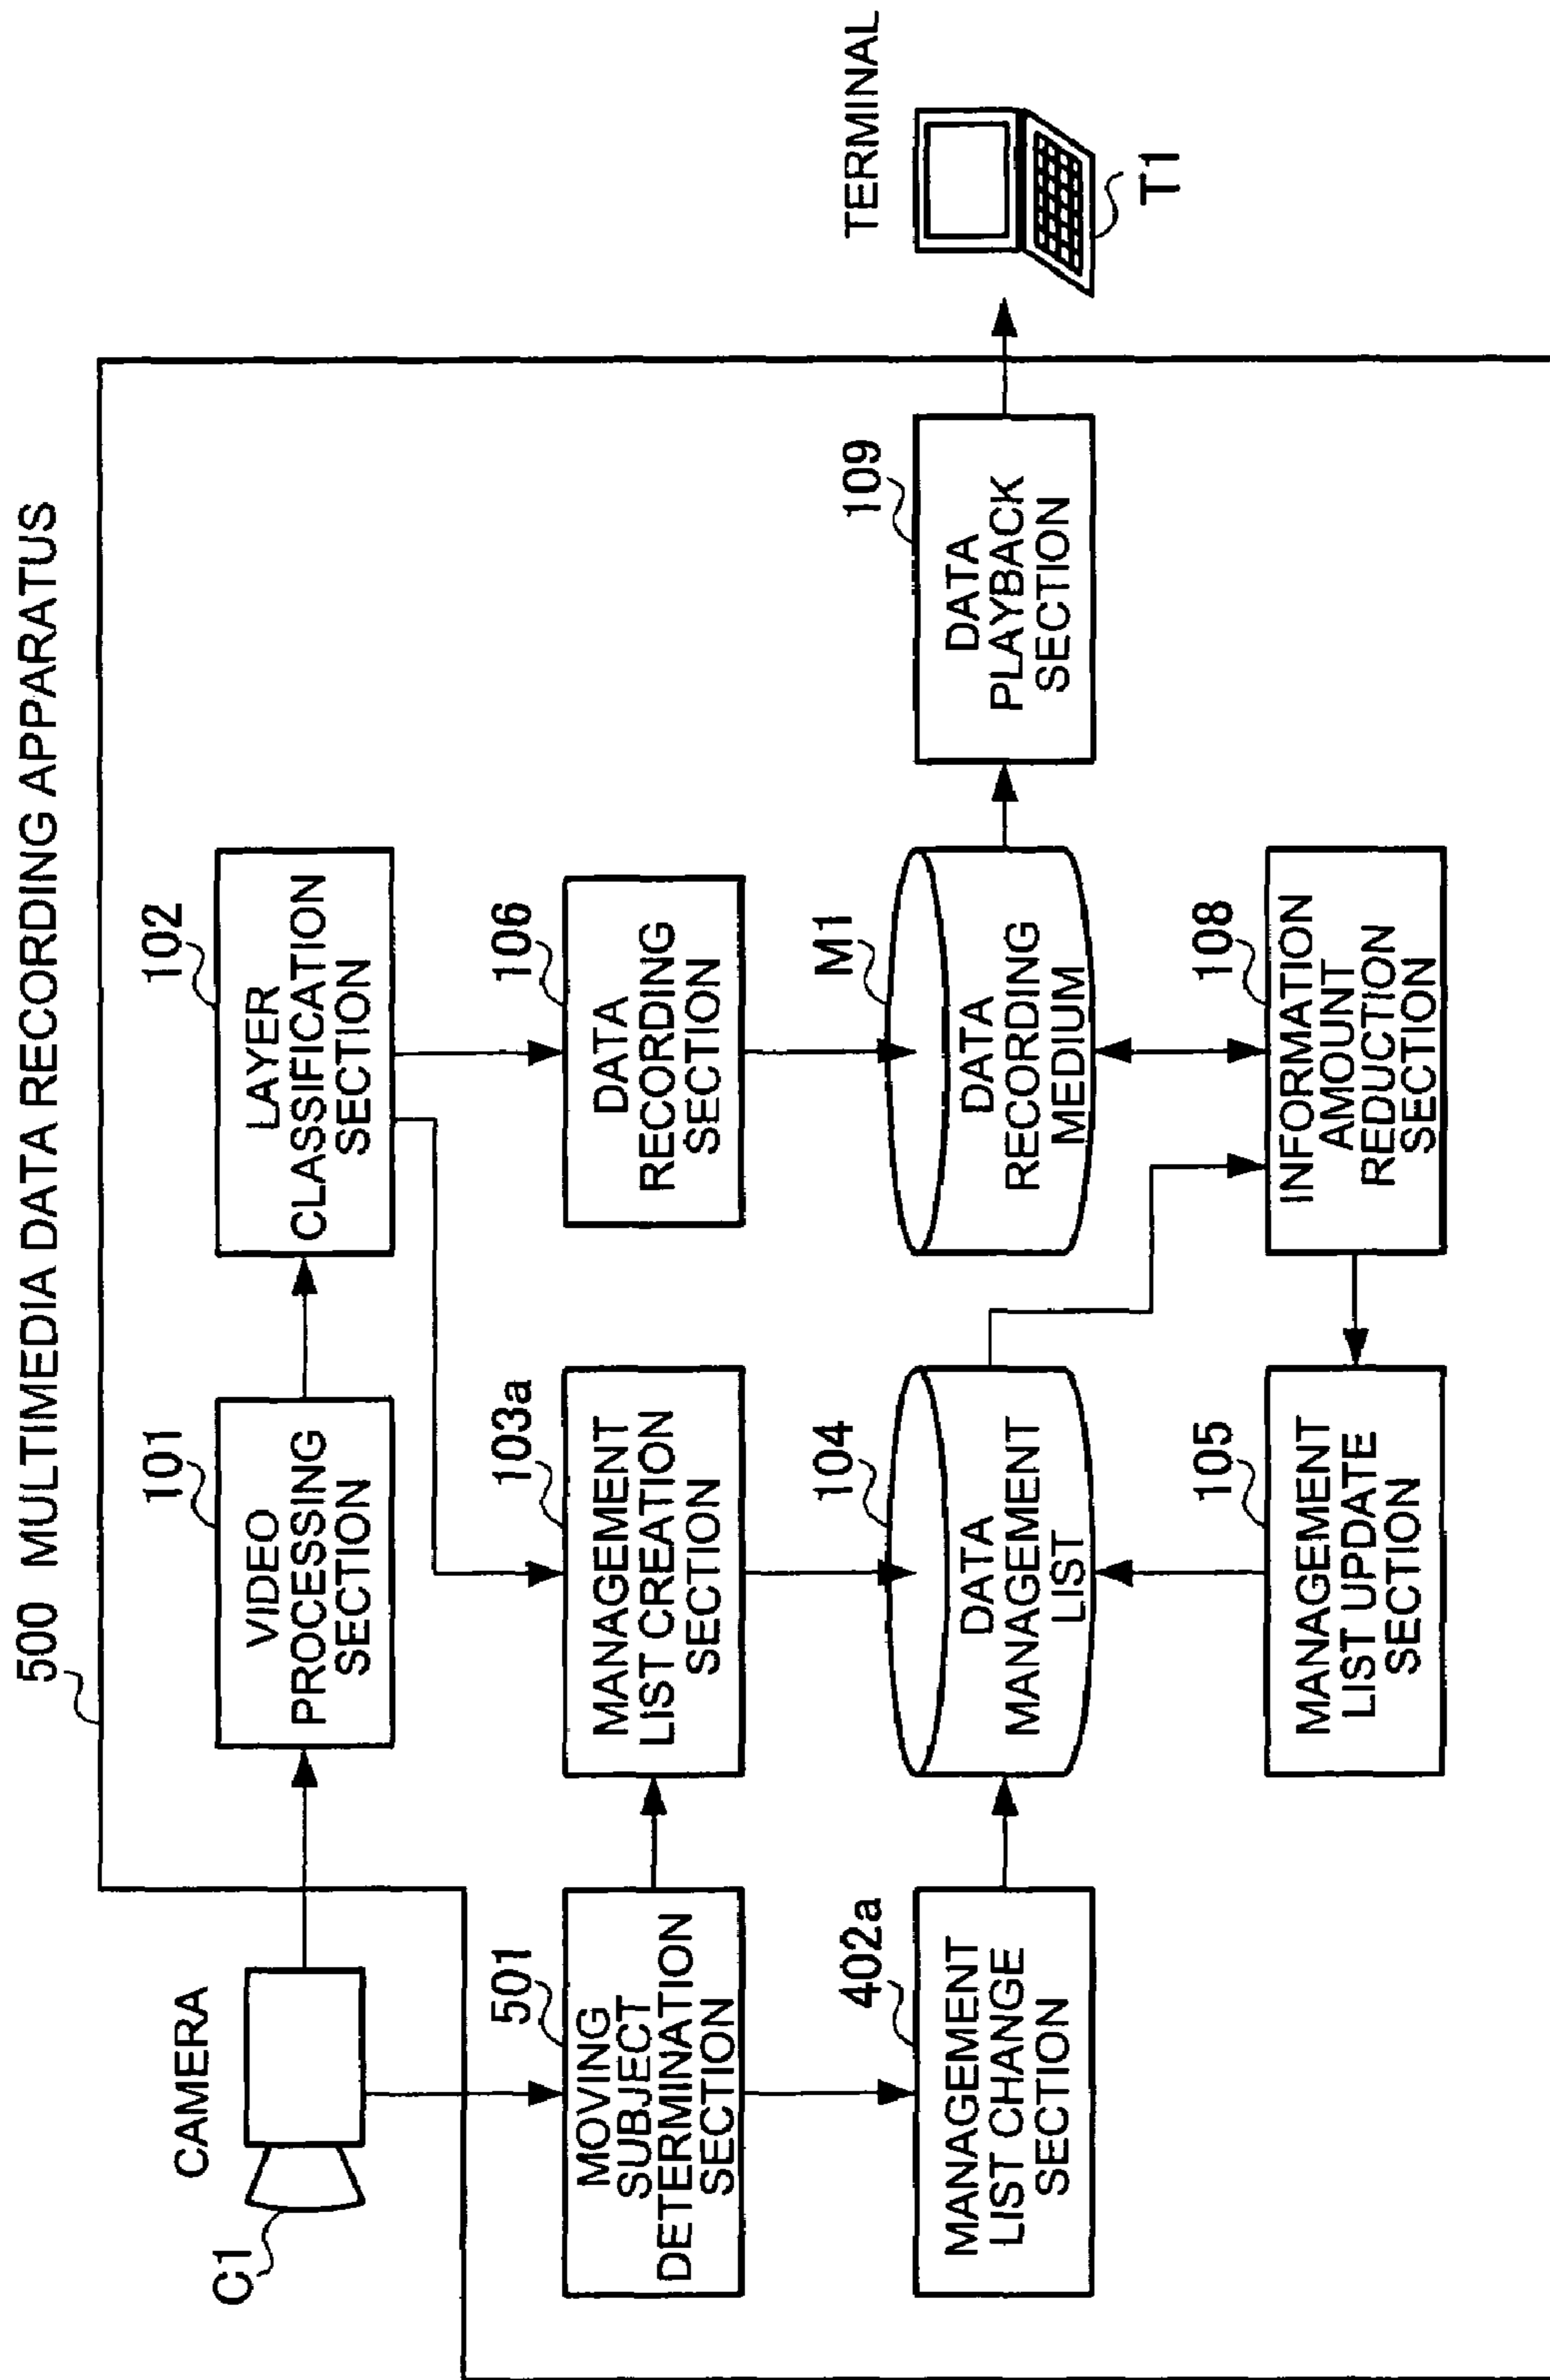 500 MULTIMEDIA DATA RECORDING APPARATUS
CAMERA
C1
101
VIDEO
PROCESSING
SECTION
102
LAYER
CLASSIFICATION
SECTION
501
MOVING
SUBJECT
DETERMINATION
SECTION
103a
MANAGEMENT
LIST CREATION
SECTION
106
DATA
RECORDING
SECTION
402a
MANAGEMENT
LIST CHANGE
SECTION
104
DATA
MANAGEMENT
LIST
M1
DATA
RECORDING
MEDIUM
109
DATA
PLAYBACK
SECTION
TERMINAL
T1
105
MANAGEMENT
LIST UPDATE
SECTION
108
INFORMATION
AMOUNT
REDUCTION
SECTION